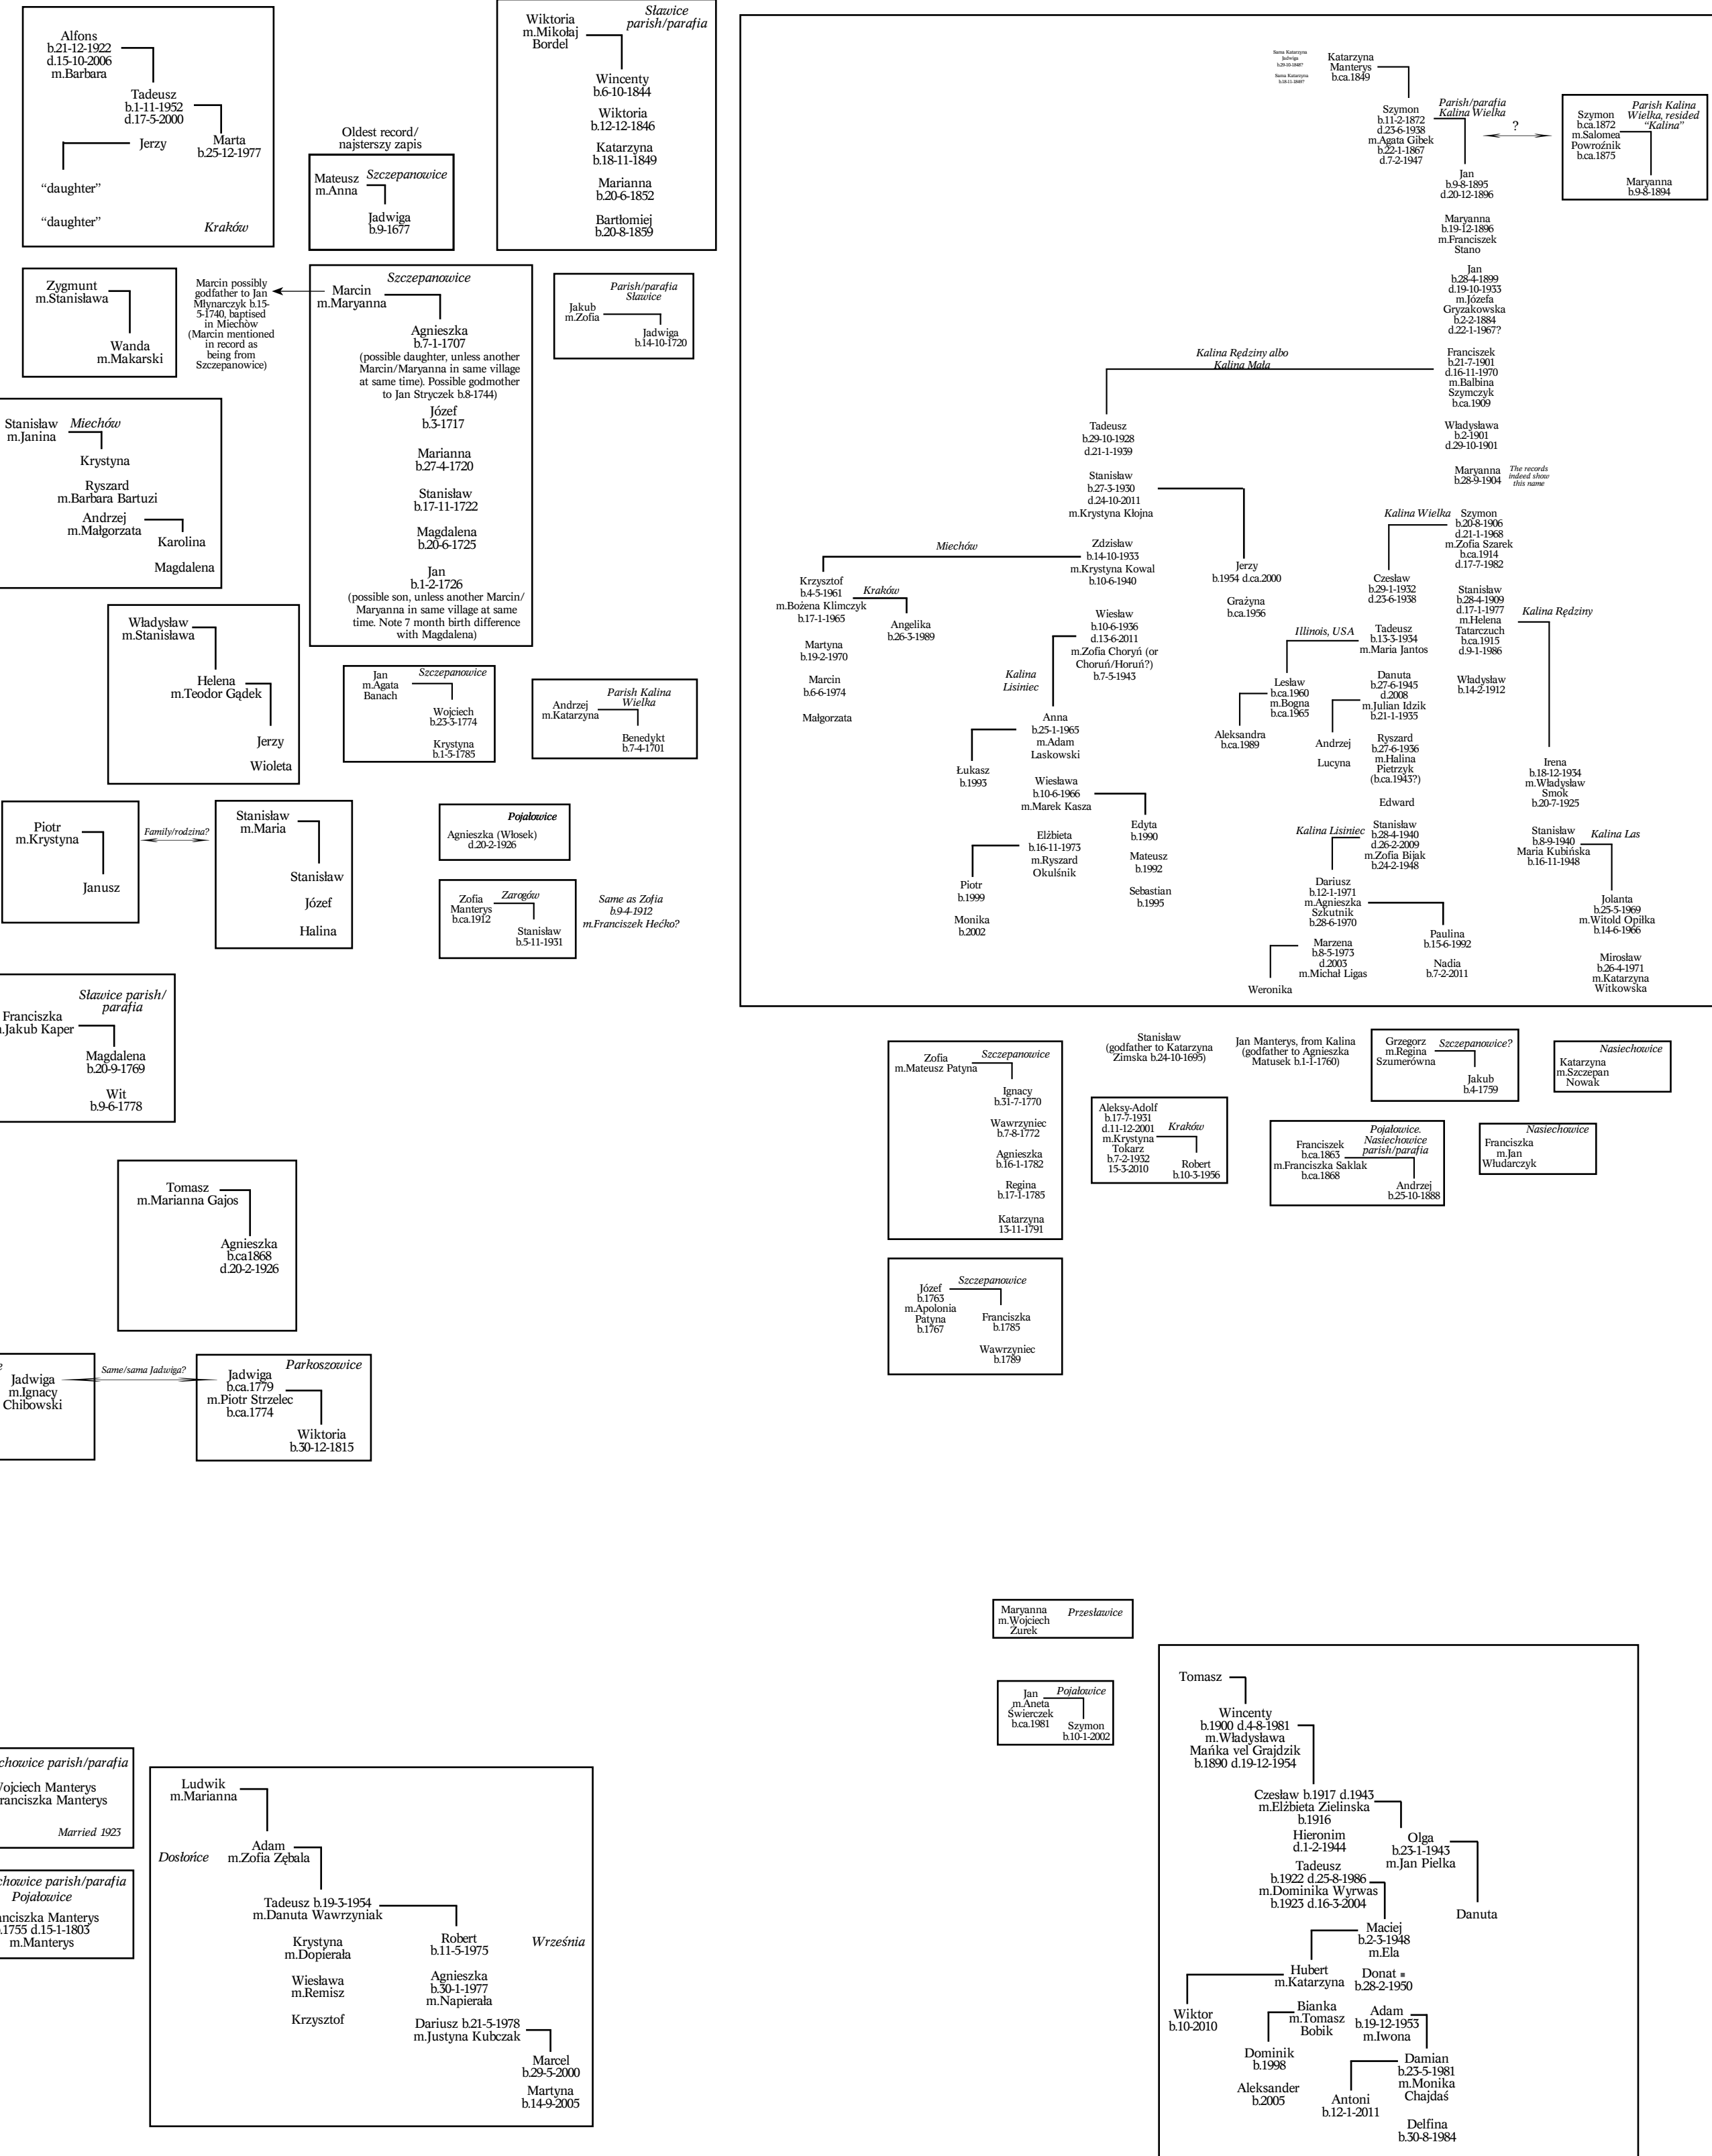 Alfons
b.21-12-1922
d.15-10-2006
m.Barbara
Tadeusz
b.1-11-1952
d.17-5-2000
Jerzy
Marta
b.25-12-1977
“daughter”
“daughter”
Kraków
Oldest record/
najsterszy zapis
Mateusz
m.Anna
Szczepanowice
Jadwiga
b.9-1677
Wiktoria
m.Mikołaj
Bordel
Sławice
parish/parafia
Wincenty
b.6-10-1844
Wiktoria
b.12-12-1846
Katarzyna
b.18-11-1849
Marianna
b.20-6-1852
Bartłomiej
b.20-8-1859
Zygmunt
m.Stanisława
Wanda
m.Makarski
Marcin possibly
godfather to Jan
Młynarczyk b.15-
5-1740, baptised
in Miechòw
(Marcin mentioned
in record as
being from
Szczepanowice)
Szczepanowice
Marcin
m.Maryanna
Agnieszka
b.7-1-1707
(possible daughter, unless another
Marcin/Maryanna in same village
at same time). Possible godmother
to Jan Stryczek b.8-1744)
Józef
b.3-1717
Marianna
b.27-4-1720
Stanisław
b.17-11-1722
Magdalena
b.20-6-1725
Jan
b.1-2-1726
(possible son, unless another Marcin/
Maryanna in same village at same
time. Note 7 month birth difference
with Magdalena)
Parish/parafia
Sławice
Jakub
m.Zofia
Jadwiga
b.14-10-1720
Stanisław
m.Janina
Miechów
Krystyna
Ryszard
m.Barbara Bartuzi
Andrzej
m.Małgorzata
Karolina
Magdalena
Władysław
m.Stanisława
Helena
m.Teodor Gądek
Jerzy
Wioleta
Jan
m.Agata
Banach
Szczepanowice
Wojciech
b.23-3-1774
Krystyna
b.1-5-1785
Parish Kalina
Wielka
Andrzej
m.Katarzyna
Benedykt
b.7-4-1701
Piotr
m.Krystyna
Janusz
Family/rodzina?
Stanisław
m.Maria
Stanisław
Józef
Halina
Pojałowice
Agnieszka (Włosek)
d.20-2-1926
Zofia
Manterys
b.ca.1912
Zarogów
Stanisław
b.5-11-1931
Same as Zofia
b.9-4-1912
m.Franciszek Hećko?
Sławice parish/
parafia
Franciszka
m.Jakub Kaper
Magdalena
b.20-9-1769
Wit
b.9-6-1778
Tomasz
m.Marianna Gajos
Agnieszka
b.ca1868
d.20-2-1926
Jadwiga
m.Ignacy
Chibowski
Same/sama Jadwiga?
Parkoszowice
Jadwiga
b.ca.1779
m.Piotr Strzelec
b.ca.1774
Wiktoria
b.30-12-1815
chowice parish/parafia
ojciech Manterys
ranciszka Manterys
Married 1923
chowice parish/parafia
Pojałowice
nciszka Manterys
.1755 d.15-1-1803
m.Manterys
Ludwik
m.Marianna
Dosłońce
Adam
m.Zofia Zębala
Tadeusz b.19-3-1954
m.Danuta Wawrzyniak
Krystyna
m.Dopierała
Wiesława
m.Remisz
Krzysztof
Robert
b.11-5-1975
Września
Agnieszka
b.30-1-1977
m.Napierała
Dariusz b.21-5-1978
m.Justyna Kubczak
Marcel
b.29-5-2000
Martyna
b.14-9-2005
Sama Katarzyna
Jadwiga
b.29-10-1848?
Sama Katarzyna
b.18.11-1849?
Katarzyna
Manterys
b.ca.1849
Szymon
b.11-2-1872
d.23-6-1938
m.Agata Gibek
b.22-1-1867
d.7-2-1947
Parish/parafia
Kalina Wielka
?
Szymon
b.ca.1872
m.Salomea
Powroźnik
b.ca.1875
Parish Kalina
Wielka, resided
“Kalina”
Maryanna
b.9-8-1894
Jan
b.9-8-1895
d.20-12-1896
Maryanna
b.19-12-1896
m.Franciszek
Stano
Jan
b.28-4-1899
d.19-10-1933
m.Józefa
Gryzakowska
b.2-2-1884
d.22-1-1967?
Franciszek
b.21-7-1901
d.16-11-1970
m.Balbina
Szymczyk
b.ca.1909
Kalina Rędziny albo
Kalina Mała
Władysława
b.2-1901
d.29-10-1901
Maryanna
b.28-9-1904
The records
indeed show
this name
Kalina Wielka
Szymon
b.20-8-1906
d.21-1-1968
m.Zofia Szarek
b.ca.1914
d.17-7-1982
Stanisław
b.28-4-1909
d.17-1-1977
m.Helena
Tatarczuch
b.ca.1915
d.9-1-1986
Kalina Rędziny
Władysław
b.14-2-1912
Tadeusz
b.29-10-1928
d.21-1-1939
Stanisław
b.27-3-1930
d.24-10-2011
m.Krystyna Kłojna
Zdzisław
b.14-10-1933
m.Krystyna Kowal
b.10-6-1940
Miechów
Wiesław
b.10-6-1936
d.13-6-2011
m.Zofia Choryń (or
Choruń/Horuń?)
b.7-5-1943
Kalina
Lisiniec
Jerzy
b.1954 d.ca.2000
Grażyna
b.ca.1956
Krzysztof
b.4-5-1961
m.Bożena Klimczyk
b.17-1-1965
Kraków
Angelika
b.26-3-1989
Martyna
b.19-2-1970
Marcin
b.6-6-1974
Małgorzata
Anna
b.25-1-1965
m.Adam
Laskowski
Łukasz
b.1993
Wiesława
b.10-6-1966
m.Marek Kasza
Edyta
b.1990
Mateusz
b.1992
Sebastian
b.1995
Elżbieta
b.16-11-1973
m.Ryszard
Okulśnik
Piotr
b.1999
Monika
b.2002
Czesław
b.29-1-1932
d.23-6-1938
Illinois, USA
Tadeusz
b.13-3-1934
m.Maria Jantos
Lesław
b.ca.1960
m.Bogna
b.ca.1965
Aleksandra
b.ca.1989
Danuta
b.27-6-1945
d.2008
m.Julian Idzik
b.21-1-1935
Andrzej
Lucyna
Ryszard
b.27-6-1936
m.Halina
Pietrzyk
(b.ca.1943?)
Edward
Kalina Lisiniec
Stanisław
b.28-4-1940
d.26-2-2009
m.Zofia Bijak
b.24-2-1948
Dariusz
b.12-1-1971
m.Agnieszka
Szkutnik
b.28-6-1970
Marzena
b.8-5-1973
d.2003
m.Michał Ligas
Weronika
Paulina
b.15-6-1992
Nadia
b.7-2-2011
Irena
b.18-12-1934
m.Władysław
Smok
b.20-7-1925
Stanisław
b.8-9-1940
Maria Kubińska
b.16-11-1948
Kalina Las
Jolanta
b.25-5-1969
m.Witold Opiłka
b.14-6-1966
Mirosław
b.26-4-1971
m.Katarzyna
Witkowska
Zofia
m.Mateusz Patyna
Szczepanowice
Ignacy
b.31-7-1770
Wawrzyniec
b.7-8-1772
Agnieszka
b.16-1-1782
Regina
b.17-1-1785
Katarzyna
13-11-1791
Stanisław
(godfather to Katarzyna
Zimska b.24-10-1695)
Jan Manterys, from Kalina
(godfather to Agnieszka
Matusek b.1-1-1760)
Grzegorz
m.Regina
Szumerówna
Szczepanowice?
Jakub
b.4-1759
Nasiechowice
Katarzyna
m.Szczepan
Nowak
Aleksy-Adolf
b.17-7-1931
d.11-12-2001
m.Krystyna
Tokarz
b.7-2-1932
15-3-2010
Kraków
Robert
b.10-3-1956
Franciszek
b.ca.1863
m.Franciszka Saklak
b.ca.1868
Pojałowice.
Nasiechowice
parish/parafia
Andrzej
b.25-10-1888
Nasiechowice
Franciszka
m.Jan
Włudarczyk
Józef
b.1763
m.Apolonia
Patyna
b.1767
Szczepanowice
Franciszka
b.1785
Wawrzyniec
b.1789
Maryanna
m.Wojciech
Żurek
Przesławice
Jan
m.Aneta
Świerczek
b.ca.1981
Pojałowice
Szymon
b.10-1-2002
Tomasz
Wincenty
b.1900 d.4-8-1981
m.Władysława
Mańka vel Grajdzik
b.1890 d.19-12-1954
Czesław b.1917 d.1943
m.Elżbieta Zielinska
b.1916
Hieronim
d.1-2-1944
Tadeusz
b.1922 d.25-8-1986
m.Dominika Wyrwas
b.1923 d.16-3-2004
Olga
b.23-1-1943
m.Jan Pielka
Danuta
Maciej
b.2-3-1948
m.Ela
Hubert
m.Katarzyna
Donat
b.28-2-1950
Wiktor
b.10-2010
Bianka
m.Tomasz
Bobik
Adam
b.19-12-1953
m.Iwona
Dominik
b.1998
Aleksander
b.2005
Damian
b.23-5-1981
m.Monika
Chajdaś
Antoni
b.12-1-2011
Delfina
b.30-8-1984